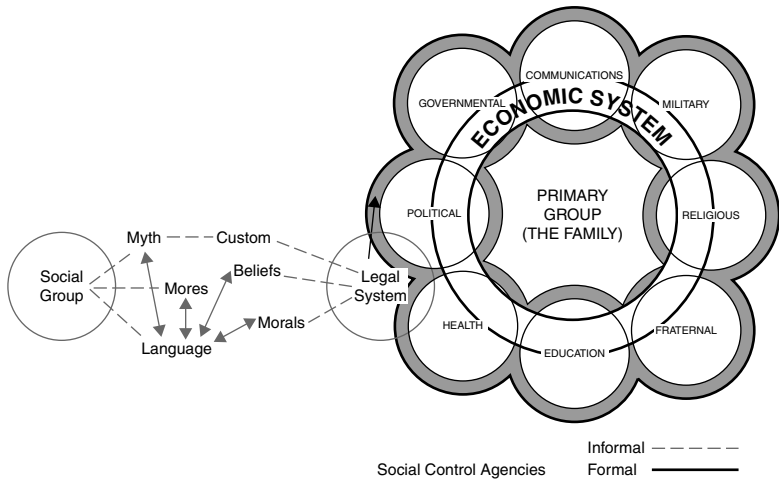 COMMUNICATIONS
GOVERNMENTAL
MILITARY
ECONOMIC SYSTEM
PRIMARY
GROUP
(THE FAMILY)
POLITICAL
RELIGIOUS
Myth
Custom
Social
Group
Beliefs
Legal
System
Mores
Morals
Language
HEALTH
FRATERNAL
EDUCATION
Informal
Social Control Agencies
Formal